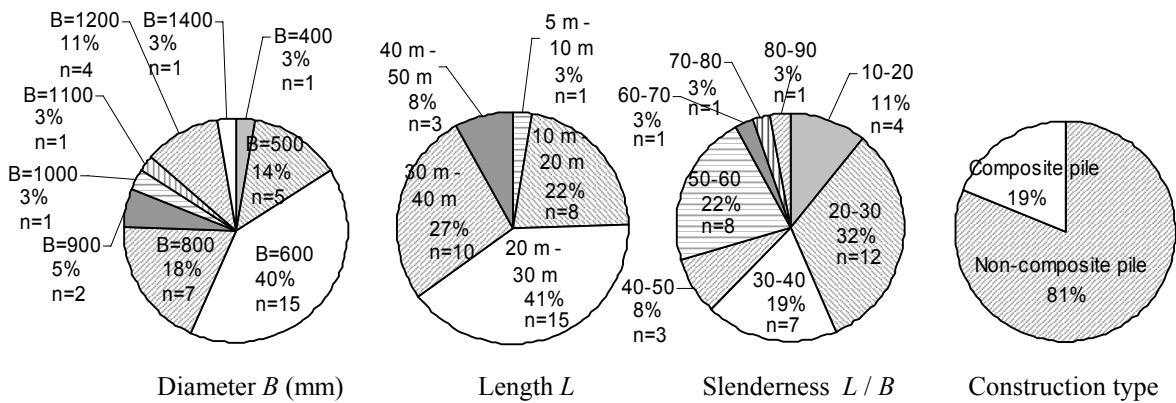 B=1200
11%
n=4
B=1400
3%
n=1
B=400
3%
n=1
B=1100
3%
n=1
B=500
14%
n=5
B=1000
3%
n=1
B=900
5%
n=2
B=800
18%
n=7
B=600
40%
n=15
Diameter B (mm)
40 m -
50 m
8%
n=3
5 m -
10 m
3%
n=1
10 m -
20 m
22%
n=8
30 m -
40 m
27%
n=10
20 m -
30 m
41%
n=15
Length L
70-80
3%
n=1
80-90
3%
n=1
10-20
11%
n=4
60-70
3%
n=1
50-60
22%
n=8
20-30
32%
n=12
40-50
8%
n=3
30-40
19%
n=7
Slenderness L / B
Composite pile
19%
Non-composite pile
81%
Construction type